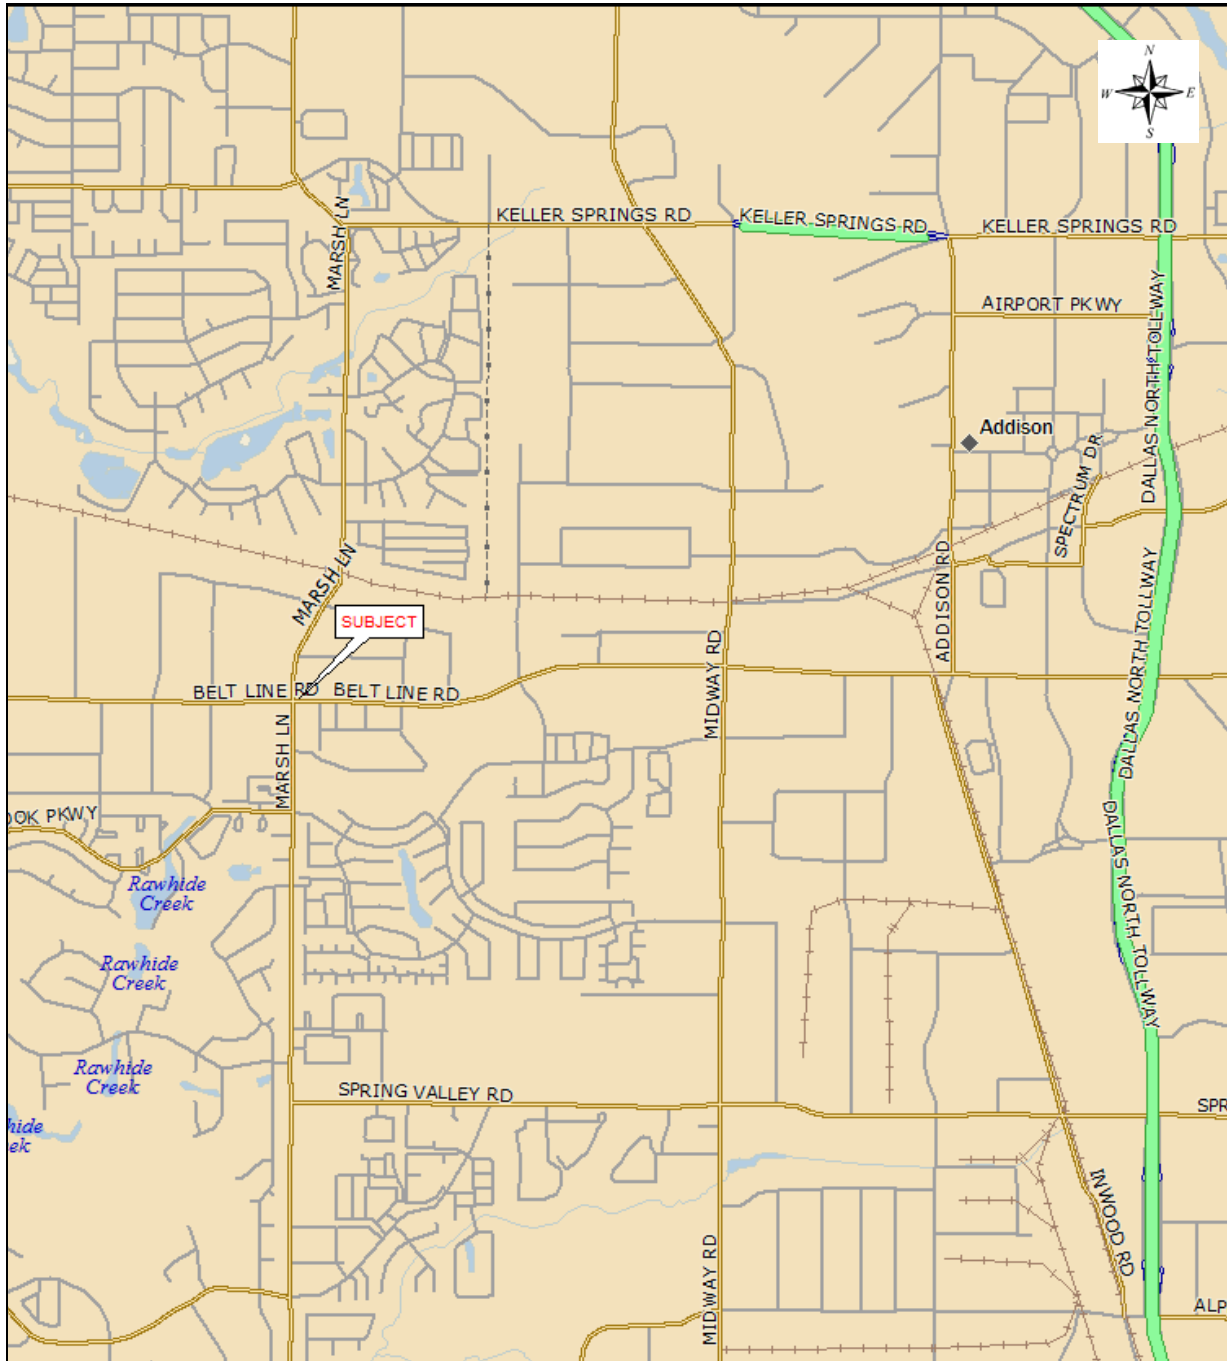 N
W E
S
MARSH LN
KELLER SPRINGS RD
KELLER SPRINGS RD
KELLER SPRINGS RD
AIRPORT PKWY
DALLAS NORTH TOLLWAY
Addison
SPECTRUM DR
MARSH LN
ADDISON RD
DALLAS NORTH TOLLWAY
SUBJECT
BELT LINE RD
BELT LINE RD
MIDWAY RD
MARSH LN
OOK PKWY
DALLAS NORTH TOLLWAY
Rawhide
Creek
Rawhide
Creek
Rawhide
Creek
SPRING VALLEY RD
SPR
hide
ek
INWOOD RD
MIDWAY RD
ALP